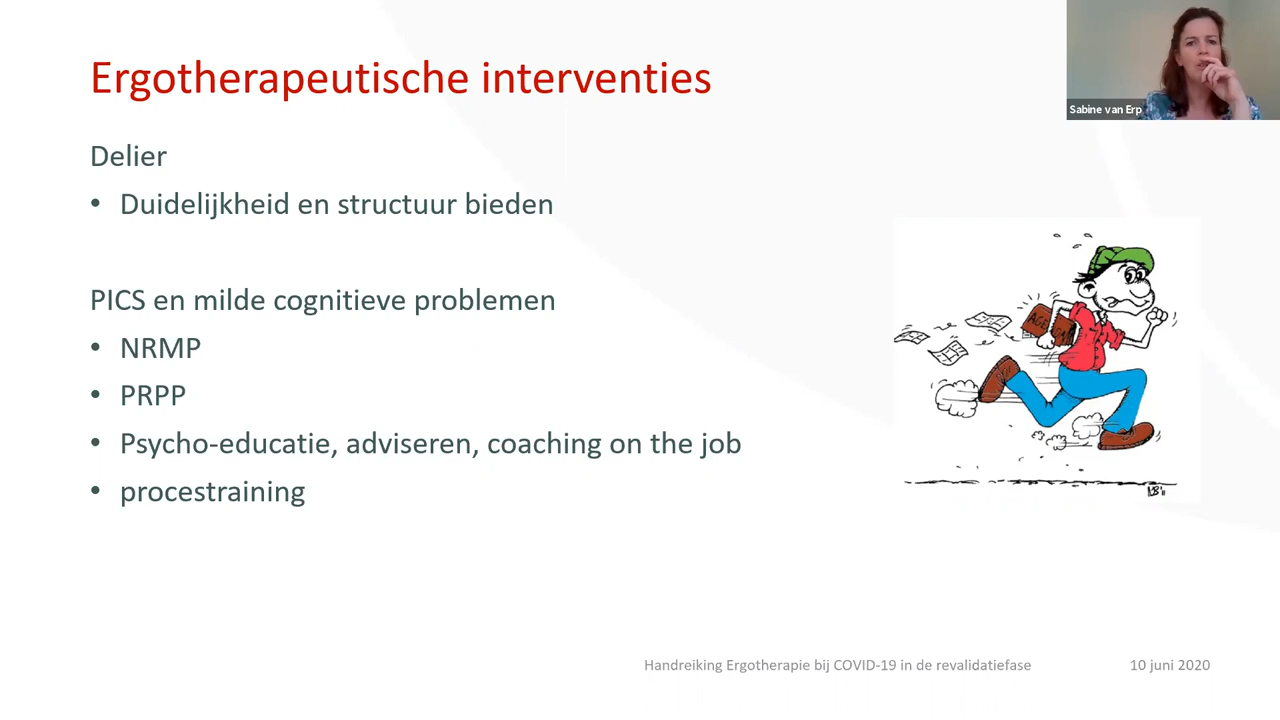 Ergotherapeutische interventies
Sabine van Erp
Delier
• Duidelijkheid en structuur bieden
PICS en milde cognitieve problemen
• NRMP
• PRPP
• Psycho-educatie, adviseren, coaching on the job
• procestraining
Handreiking Ergotherapie bij COVID-19 in de revalidatiefase
10 juni 2020